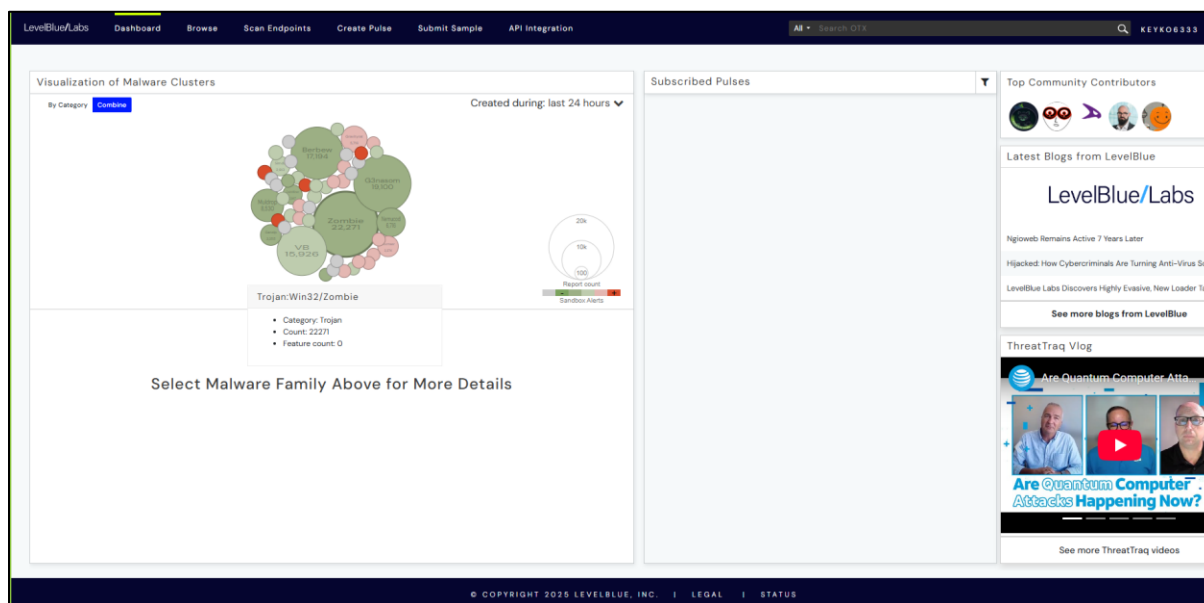 LevelBlue/Labs Dashboard Browse Scan Endpoints Create Pulse Submit Sample API Integration All Search OTX KEYKO6333
Visualization of Malware Clusters
By Category Combine Created during: last 24 hours
Berbew
17,194
19,100
Zombie
22,271
VB
15,926
20k
10k
100
Report count
- +
Sandbox Alerts
Trojan:Win32/Zombie
• Category: Trojan
• Count: 22271
• Feature count: 0
Select Malware Family Above for More Details
Subscribed Pulses
Top Community Contributors
Latest Blogs from LevelBlue
LevelBlue/Labs
Ngioweb Remains Active 7 Years Later
Hijacked: How Cybercriminals Are Turning Anti-Virus
LevelBlue Labs Discovers Highly Evasive, New Loader
See more blogs from LevelBlue
ThreatTraq Vlog
Are Quantum Computer Atta...
Are Quantum Computer
Attacks Happening Now?
See more ThreatTraq videos
© COPYRIGHT 2025 LEVELBLUE, INC. | LEGAL | STATUS